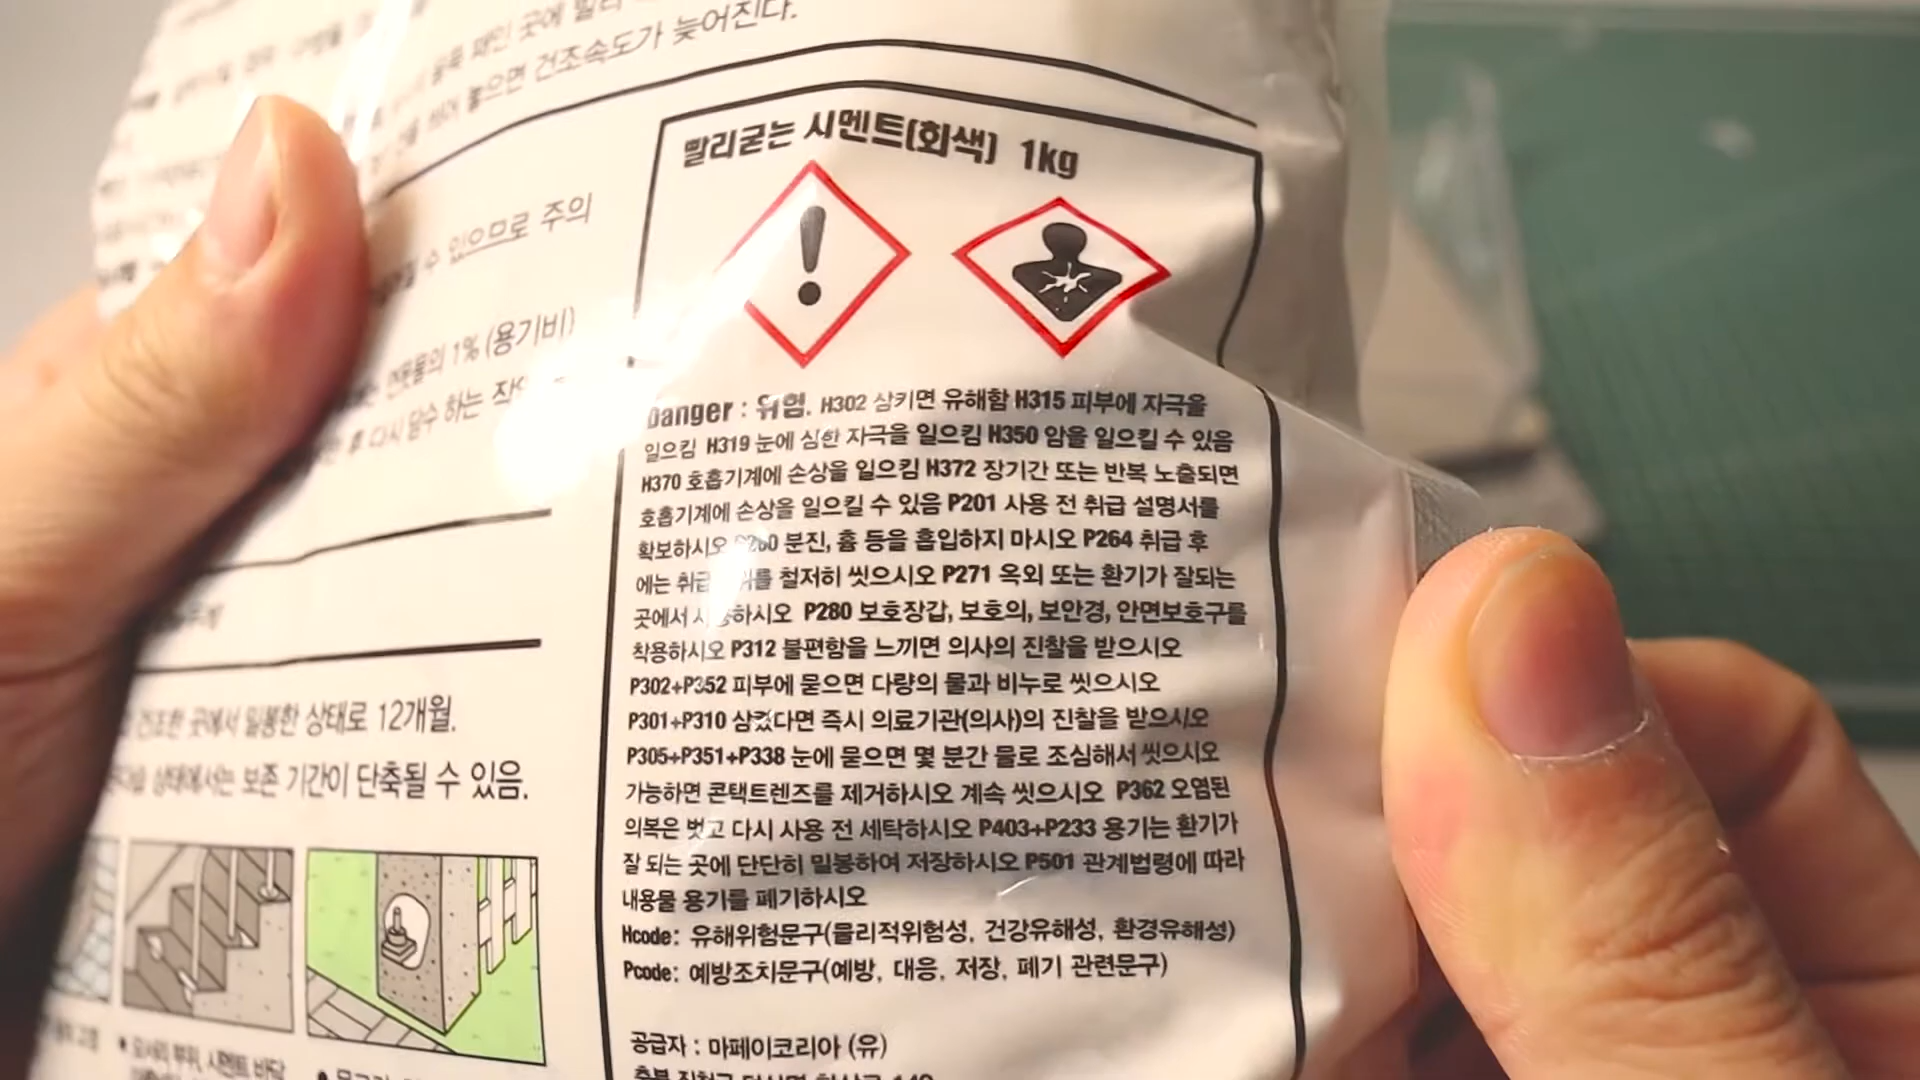 곳에
늦어진다.
놓으면 건조속도가
수 있으므로 주의
1% (용기비)
후 다시 담수 하는
건조한 곳에서 밀봉한 상태로 12개월.
상태에서는 보존 기간이 단축될 수 있음.
빨리굳는 시멘트(회색) 1kg
Danger : 위험. H302 삼키면 유해함 H315 피부에 자극을
일으킴 H319 눈에 심한 자극을 일으킴 H350 암을 일으킬 수 있음
H370 호흡기계에 손상을 일으킴 H372 장기간 또는 반복 노출되면
호흡기계에 손상을 일으킬 수 있음 P201 사용 전 취급 설명서를
확보하시오 P260 분진, 흄 등을 흡입하지 마시오 P264 취급 후
에는 취급 를 철저히 씻으시오 P271 옥외 또는 환기가 잘되는
곳에서 사용하시오 P280 보호장갑, 보호의, 보안경, 안면보호구를
착용하시오 P312 불편함을 느끼면 의사의 진찰을 받으시오
P302+P352 피부에 묻으면 다량의 물과 비누로 씻으시오
P301+P310 삼켰다면 즉시 의료기관(의사)의 진찰을 받으시오
P305+P351+P338 눈에 묻으면 몇 분간 물로 조심해서 씻으시오
가능하면 콘택트렌즈를 제거하시오 계속 씻으시오 P362 오염된
의복은 벗고 다시 사용 전 세탁하시오 P403+P233 용기는 환기가
잘 되는 곳에 단단히 밀봉하여 저장하시오 P501 관계법령에 따라
내용물 용기를 폐기하시오
Hcode: 유해위험문구(물리적위험성, 건강유해성, 환경유해성)
Pcode: 예방조치문구(예방, 대응, 저장, 폐기 관련문구)
공급자 : 마페이코리아 (유)